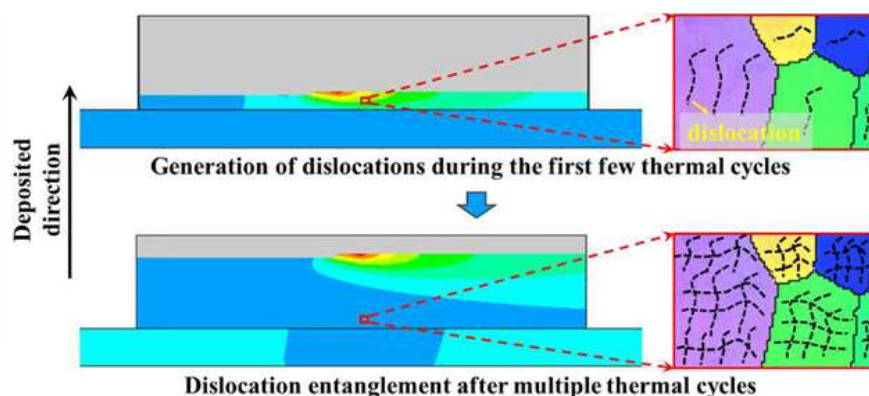 Deposited
direction
dislocation
Generation of dislocations during the first few thermal cycles
Dislocation entanglement after multiple thermal cycles